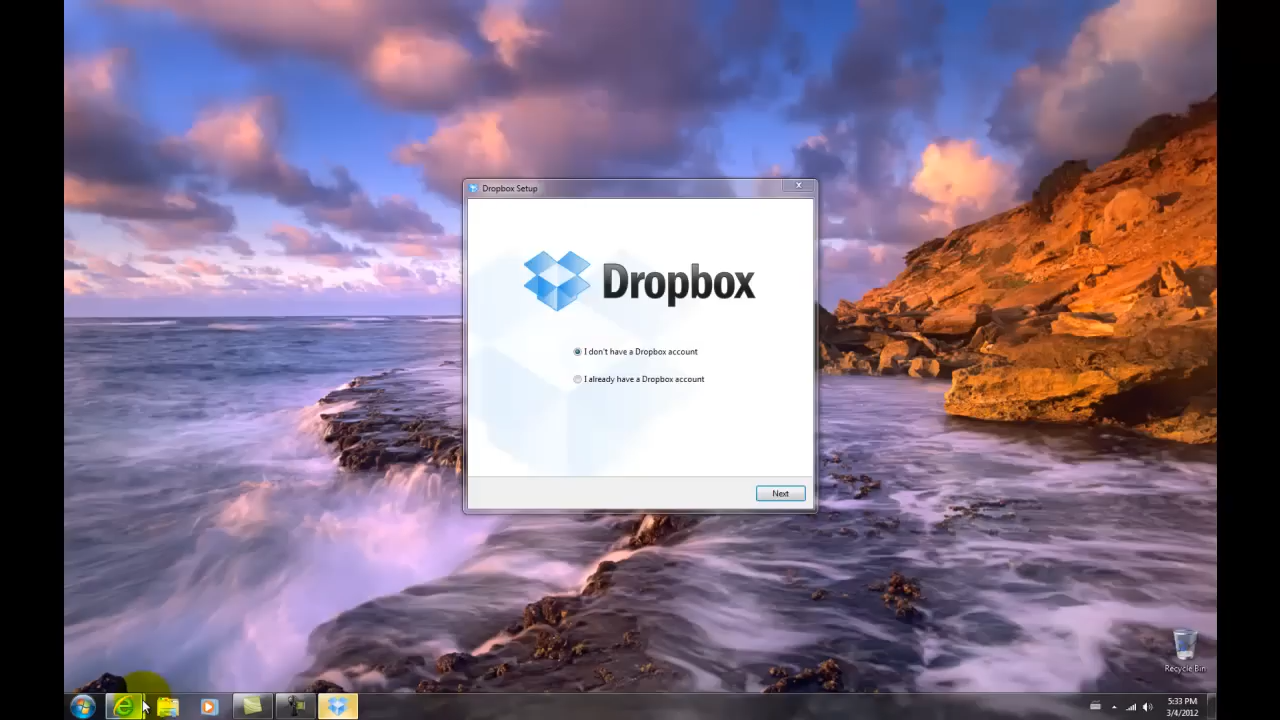 Dropbox Setup
Dropbox
I don't have a Dropbox account
I already have a Dropbox account
Next
Recycle Bin
5:33 PM
3/4/2012